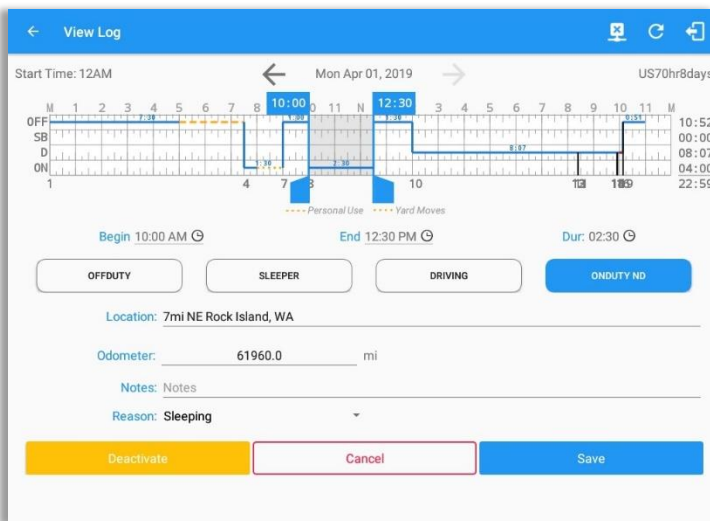 View Log
Start Time: 12AM Mon Apr 01, 2019 US70hr8days
M 1 2 3 4 5 6 7 8 10:00 0 11 N 12:30 3 4 5 6 7 8 9 10 11 M
OFF 7:30 1:00 1:30 0:51 10:52
SB 00:00
D 8:07 08:07
ON 1:30 2:30 04:00
1 4 7 8 10 22:59
Personal Use Yard Moves
Begin 10:00 AM End 12:30 PM Dur: 02:30
OFFDUTY SLEEPER DRIVING ONDUTY ND
Location: 7mi NE Rock Island, WA
Odometer: 61960.0 mi
Notes: Notes
Reason: Sleeping
Deactivate Cancel Save